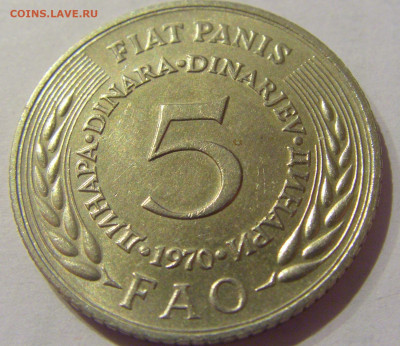 COINS.LAVE.RU
FIAT PANIS
ДИНАРА·DINARA·DINARJEV·ДИНАРИ
5
·1970·
FAO